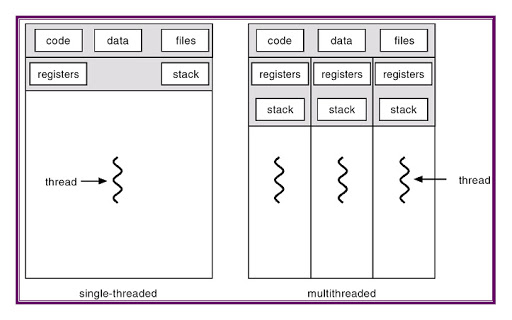 code data files
registers stack
thread
single-threaded
code data files
registers registers registers
stack stack stack
thread
multithreaded